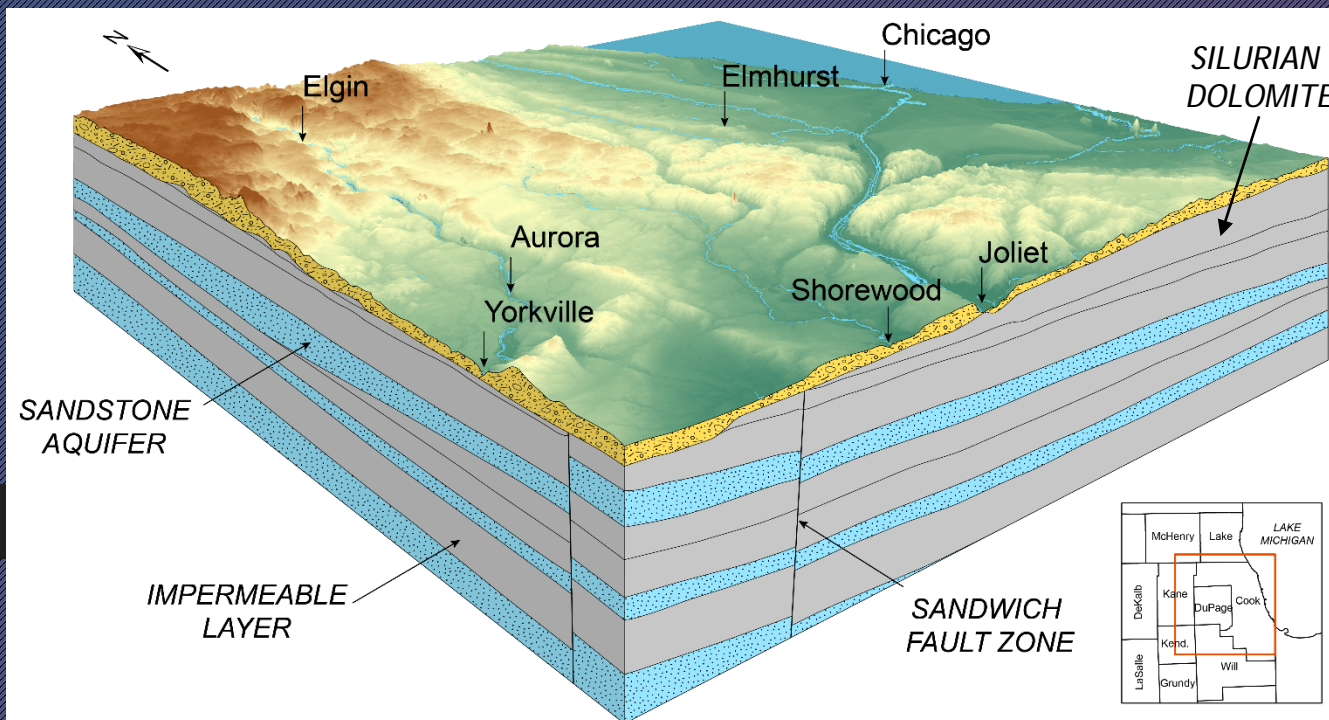 N
Chicago
SILURIAN
DOLOMITE
Elmhurst
Elgin
Aurora
Joliet
Yorkville
Shorewood
SANDSTONE
AQUIFER
IMPERMEABLE
LAYER
SANDWICH
FAULT ZONE
McHenry
Lake
LAKE
MICHIGAN
DeKalb
Kane
DuPage
Cook
Kend.
LaSalle
Will
Grundy